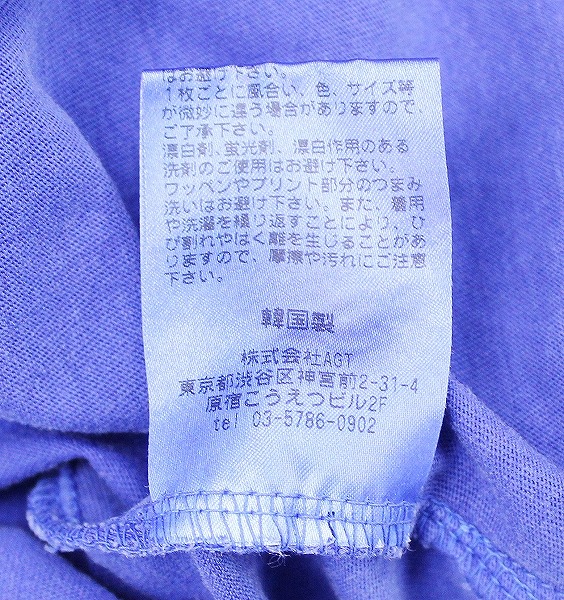 はお避け下さい。
1枚ごとに風合い、色、サイズ等
が微妙に違う場合がありますので、
ご了承下さい。
漂白剤、蛍光剤、漂白作用のある
洗剤のご使用はお避け下さい。
ワッペンやプリント部分のつまみ
洗いはお避け下さい。また、着用
や洗濯を繰り返すことにより、ひ
び割れやはく離を生じることがあ
りますので、摩擦や汚れにご注意
下さい。
韓国製
株式会社AGT
東京都渋谷区神宮前2-31-4
原宿こうえつビル2F
tel 03-5786-0902